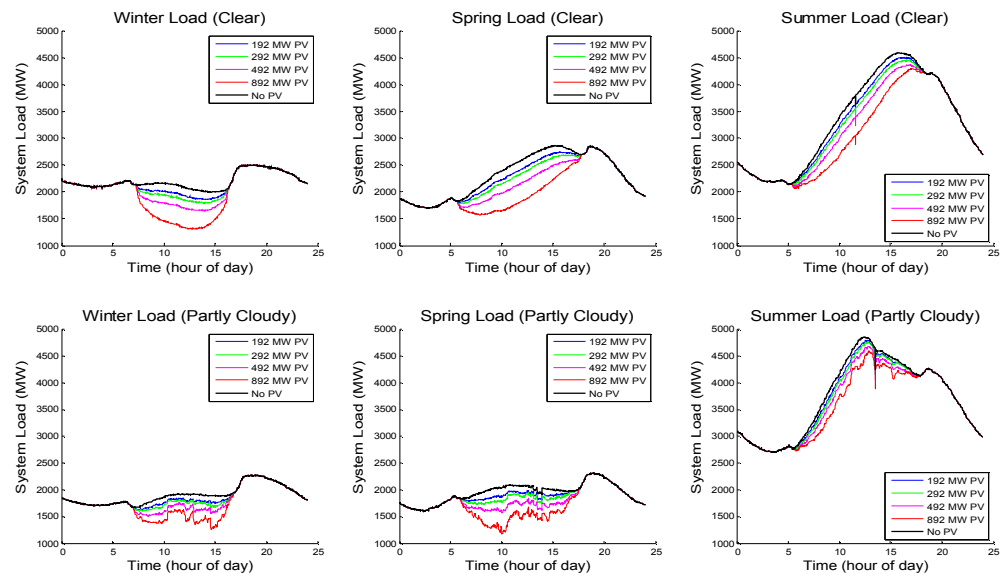 Winter Load (Clear)
5000
4500
4000
3500
3000
2500
2000
1500
1000
0
5
10
15
20
25
System Load (MW)
Time (hour of day)
192 MW PV
292 MW PV
492 MW PV
892 MW PV
No PV
Spring Load (Clear)
5000
4500
4000
3500
3000
2500
2000
1500
1000
0
5
10
15
20
25
System Load (MW)
Time (hour of day)
192 MW PV
292 MW PV
492 MW PV
892 MW PV
No PV
Summer Load (Clear)
5000
4500
4000
3500
3000
2500
2000
1500
1000
0
5
10
15
20
25
System Load (MW)
Time (hour of day)
192 MW PV
292 MW PV
492 MW PV
892 MW PV
No PV
Winter Load (Partly Cloudy)
5000
4500
4000
3500
3000
2500
2000
1500
1000
0
5
10
15
20
25
System Load (MW)
Time (hour of day)
192 MW PV
292 MW PV
492 MW PV
892 MW PV
No PV
Spring Load (Partly Cloudy)
5000
4500
4000
3500
3000
2500
2000
1500
1000
0
5
10
15
20
25
System Load (MW)
Time (hour of day)
192 MW PV
292 MW PV
492 MW PV
892 MW PV
No PV
Summer Load (Partly Cloudy)
5000
4500
4000
3500
3000
2500
2000
1500
1000
0
5
10
15
20
25
System Load (MW)
Time (hour of day)
192 MW PV
292 MW PV
492 MW PV
892 MW PV
No PV